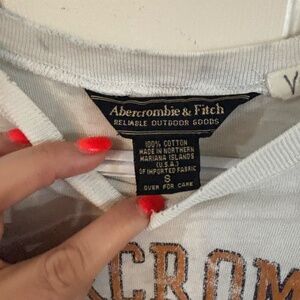 Abercrombie & Fitch
RELIABLE OUTDOOR GOODS
100% COTTON
MADE IN NORTHERN
MARIANA ISLANDS
(U.S.A.)
OF IMPORTED FABRIC
S
OVER FOR CARE
CROM